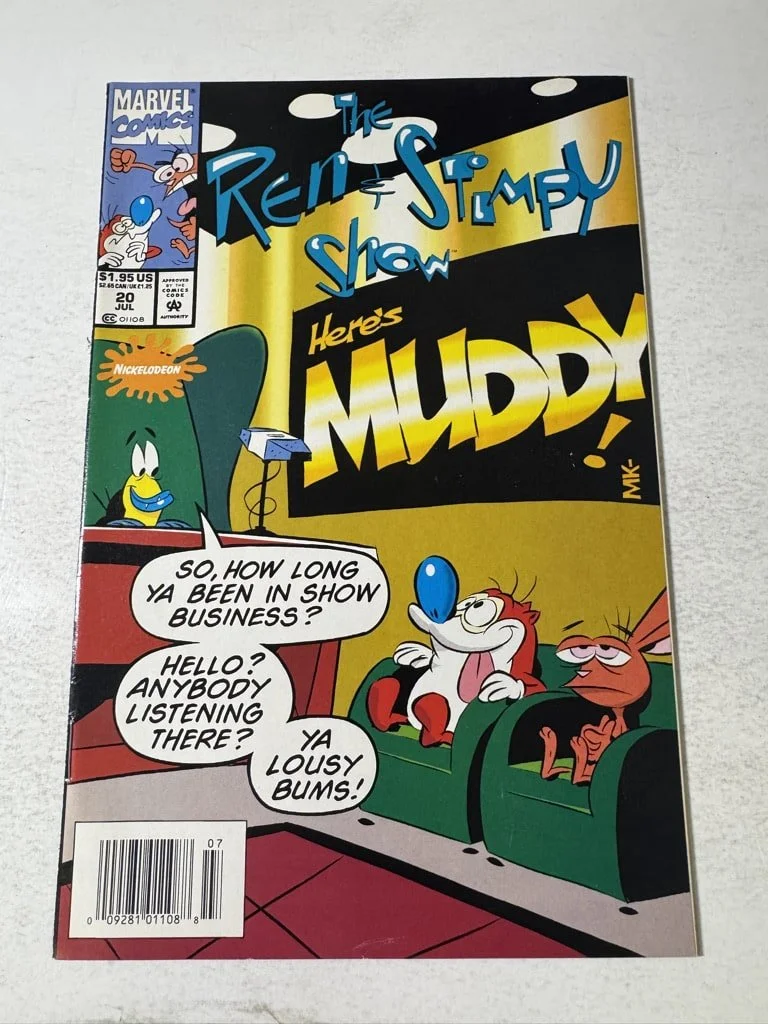 MARVEL
COMICS
M
$1.95 US
$2.65 CAN/UK £1.25
20
JUL
CC 01108
APPROVED
BY THE
COMICS
CODE
CA
AUTHORITY
The
Ren & Stimpy
Show™
NICKELODEON
Here's
MUDDY!
MK-
SO, HOW LONG
YA BEEN IN SHOW
BUSINESS?
HELLO?
ANYBODY
LISTENING
THERE?
YA
LOUSY
BUMS!
07
0 09281 01108 8